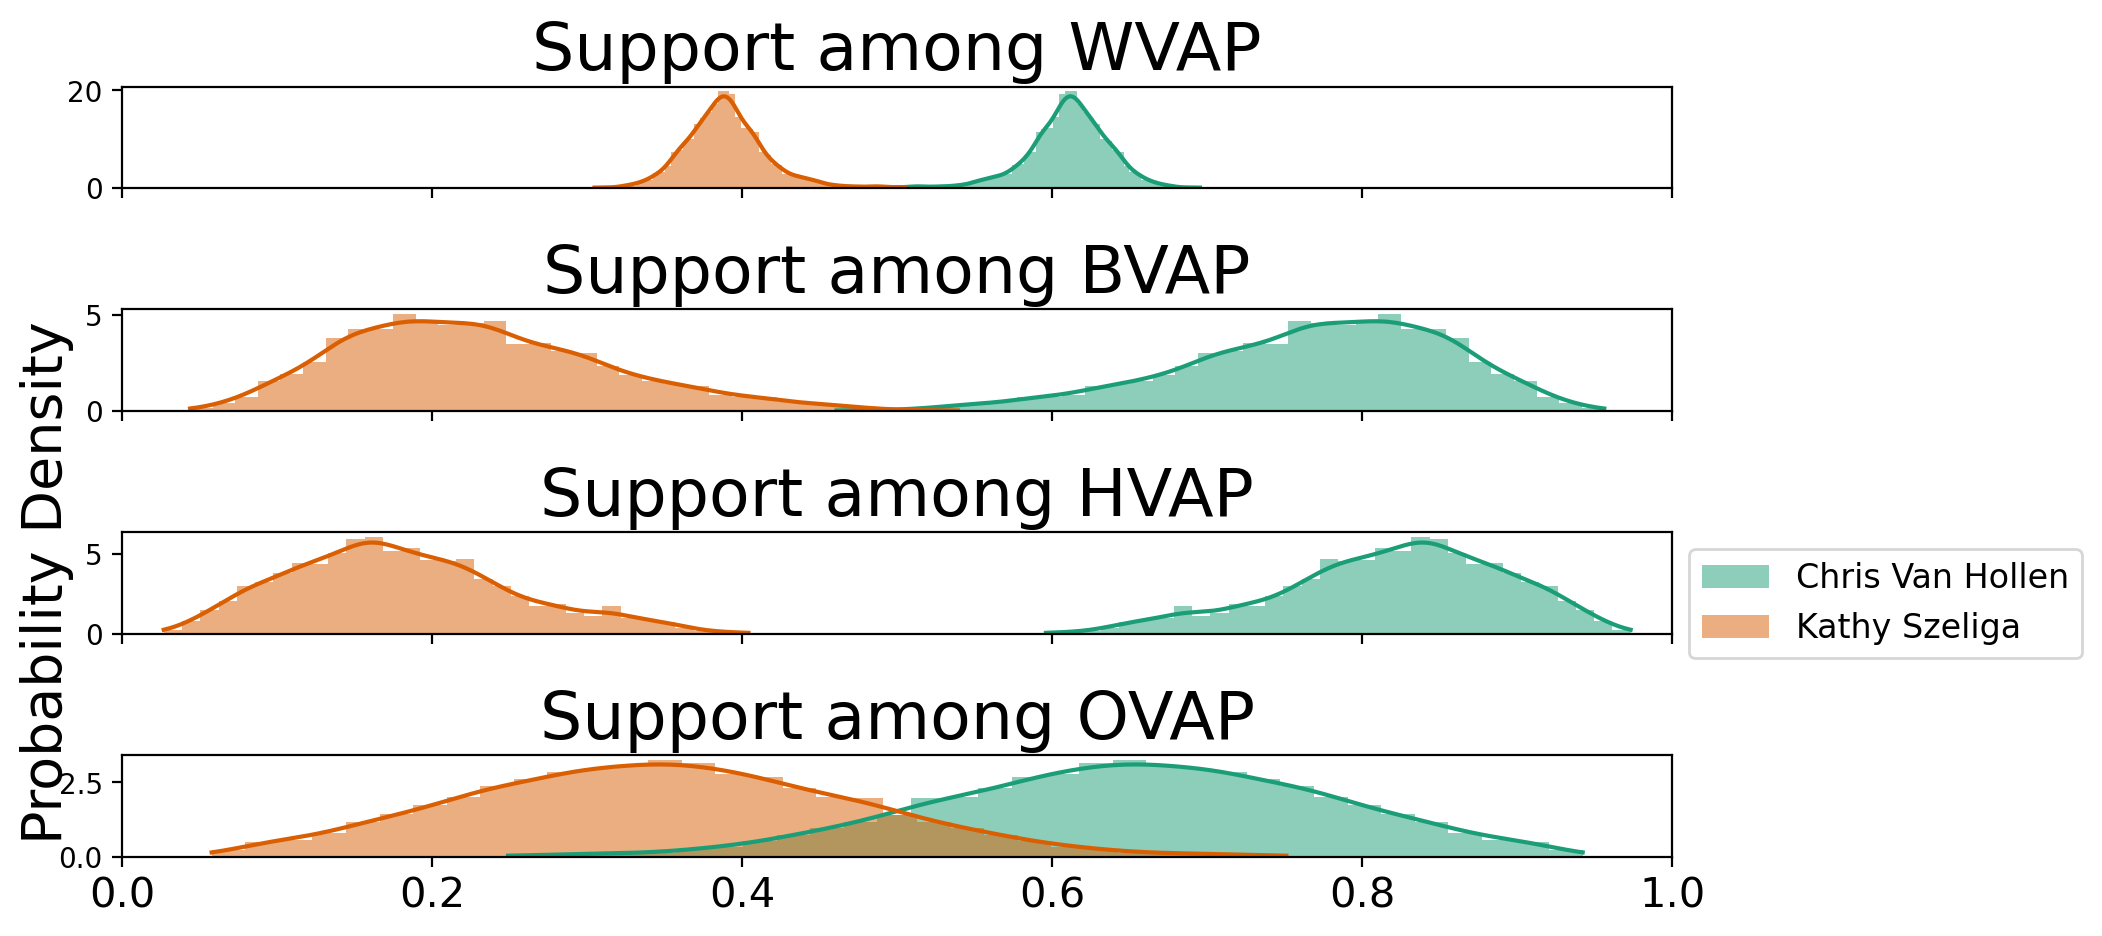 Support among WVAP
20
0
Support among BVAP
5
0
Support among HVAP
5
0
Support among OVAP
2.5
0.0
0.0 0.2 0.4 0.6 0.8 1.0
Probability Density
Chris Van Hollen
Kathy Szeliga